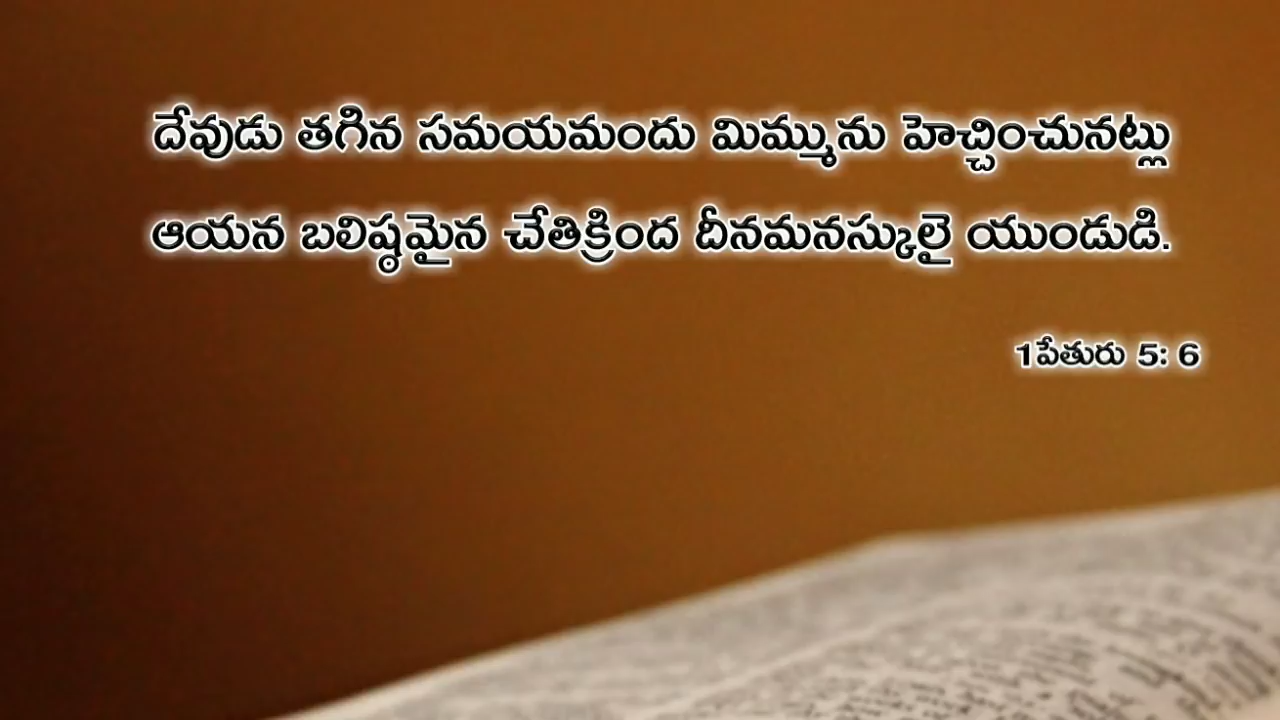 దేవుడు తగిన సమయమందు మిమ్మును హెచ్చించునట్లు
ఆయన బలిష్ఠమైన చేతిక్రింద దీనమనస్కులై యుండుడి.
1పేతురు 5: 6